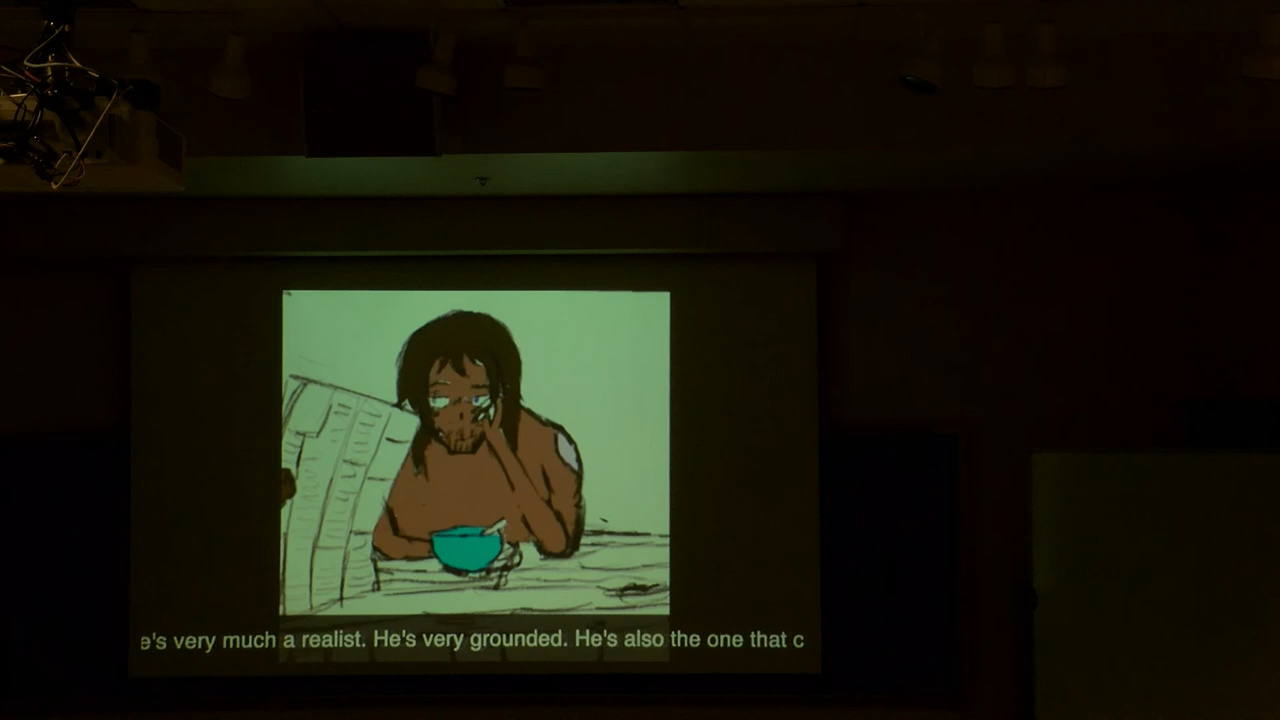 e's very much a realist. He's very grounded. He's also the one that c